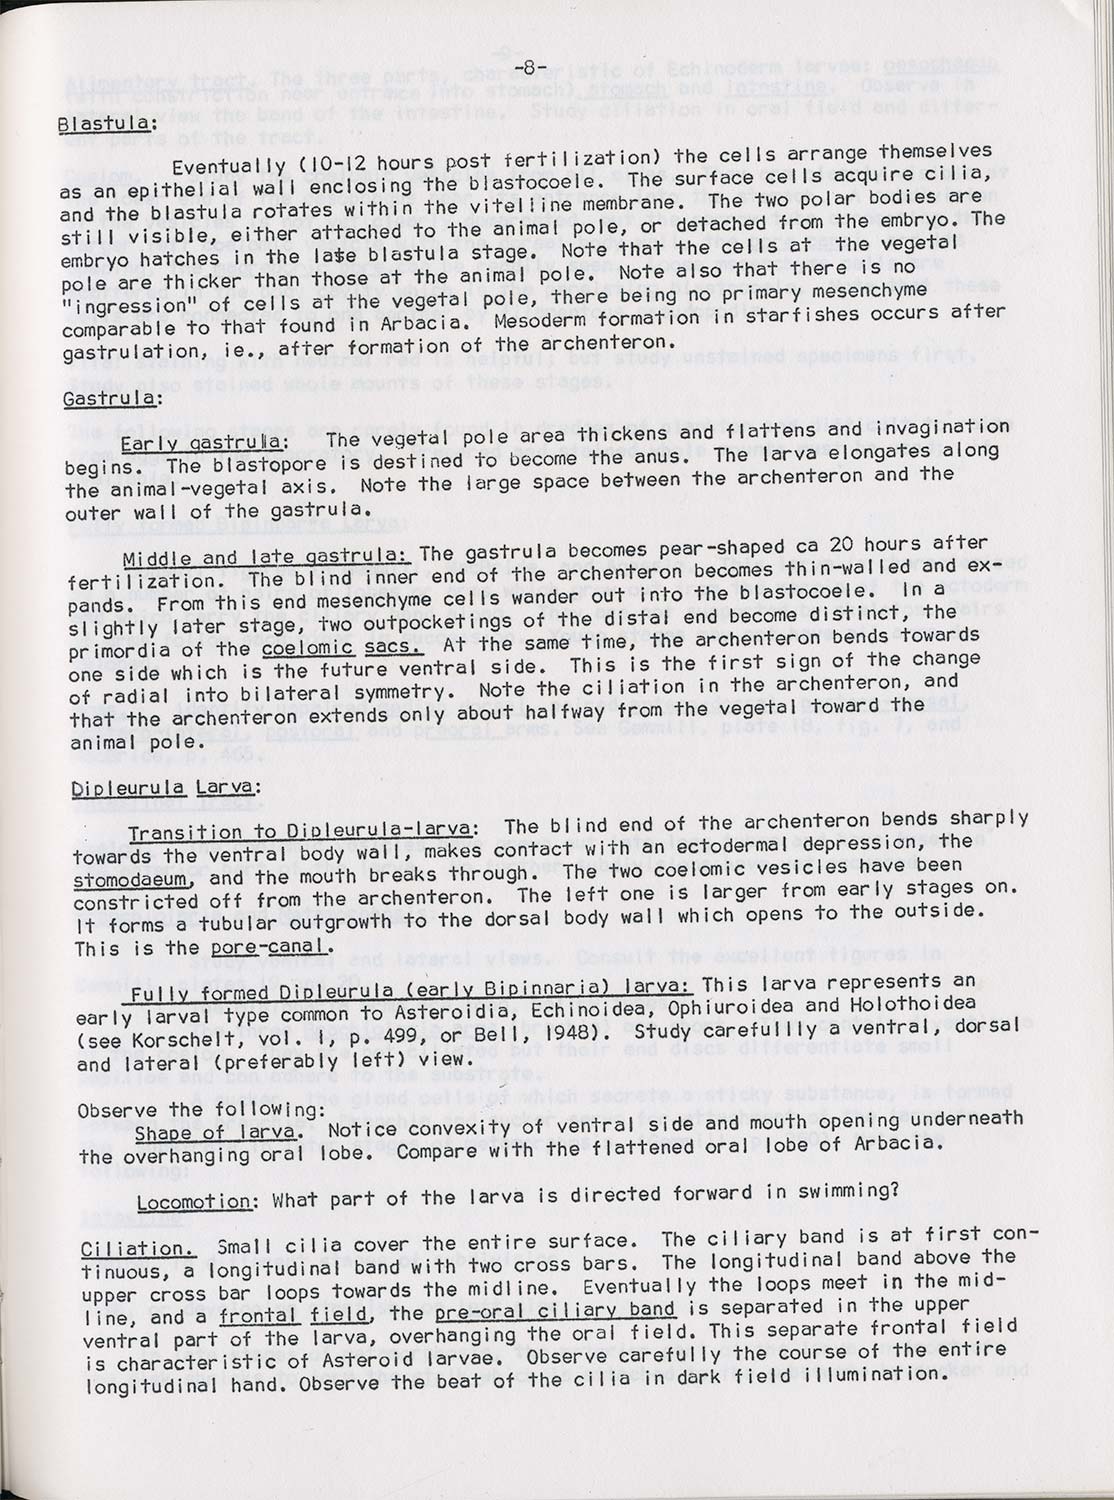 -8-
Blastula:
Eventually (10-12 hours post fertilization) the cells arrange themselves
as an epithelial wall enclosing the blastocoele. The surface cells acquire cilia,
and the blastula rotates within the vitelline membrane. The two polar bodies are
still visible, either attached to the animal pole, or detached from the embryo. The
embryo hatches in the late blastula stage. Note that the cells at the vegetal
pole are thicker than those at the animal pole. Note also that there is no
"ingression" of cells at the vegetal pole, there being no primary mesenchyme
comparable to that found in Arbacia. Mesoderm formation in starfishes occurs after
gastrulation, ie., after formation of the archenteron.
Gastrula:
Early gastrula: The vegetal pole area thickens and flattens and invagination
begins. The blastopore is destined to become the anus. The larva elongates along
the animal-vegetal axis. Note the large space between the archenteron and the
outer wall of the gastrula.
Middle and late gastrula: The gastrula becomes pear-shaped ca 20 hours after
fertilization. The blind inner end of the archenteron becomes thin-walled and ex-
pands. From this end mesenchyme cells wander out into the blastocoele. In a
slightly later stage, two outpocketings of the distal end become distinct, the
primordia of the coelomic sacs. At the same time, the archenteron bends towards
one side which is the future ventral side. This is the first sign of the change
of radial into bilateral symmetry. Note the ciliation in the archenteron, and
that the archenteron extends only about halfway from the vegetal toward the
animal pole.
Dipleurula Larva:
Transition to Dipleurula-larva: The blind end of the archenteron bends sharply
towards the ventral body wall, makes contact with an ectodermal depression, the
stomodaeum, and the mouth breaks through. The two coelomic vesicles have been
constricted off from the archenteron. The left one is larger from early stages on.
It forms a tubular outgrowth to the dorsal body wall which opens to the outside.
This is the pore-canal.
Fully formed Dipleurula (early Bipinnaria) larva: This larva represents an
early larval type common to Asteroidia, Echinoidea, Ophiuroidea and Holothoidea
(see Korschelt, vol. 1, p. 499, or Bell, 1948). Study carefullly a ventral, dorsal
and lateral (preferably left) view.
Observe the following:
Shape of larva. Notice convexity of ventral side and mouth opening underneath
the overhanging oral lobe. Compare with the flattened oral lobe of Arbacia.
Locomotion: What part of the larva is directed forward in swimming?
Ciliation. Small cilia cover the entire surface. The ciliary band is at first con-
tinuous, a longitudinal band with two cross bars. The longitudinal band above the
upper cross bar loops towards the midline. Eventually the loops meet in the mid-
line, and a frontal field, the pre-oral ciliary band is separated in the upper
ventral part of the larva, overhanging the oral field. This separate frontal field
is characteristic of Asteroid larvae. Observe carefully the course of the entire
longitudinal hand. Observe the beat of the cilia in dark field illumination.